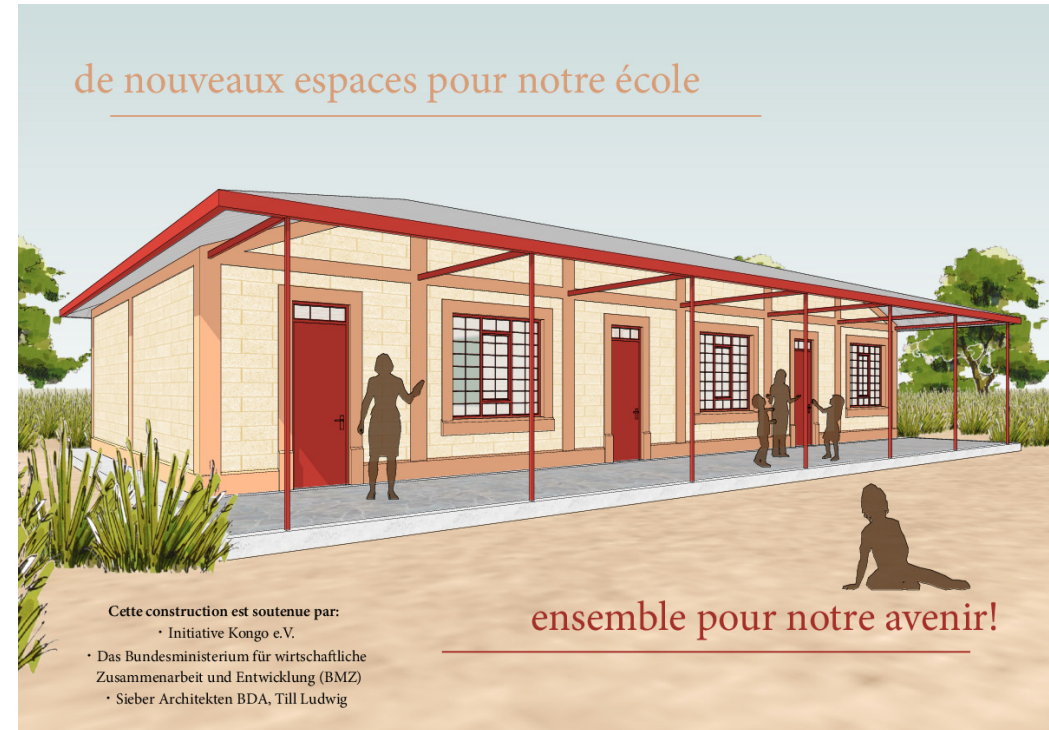 de nouveaux espaces pour notre école
ensemble pour notre avenir!
Cette construction est soutenue par:
· Initiative Kongo e.V.
· Das Bundesministerium für wirtschaftliche
Zusammenarbeit und Entwicklung (BMZ)
· Sieber Architekten BDA, Till Ludwig